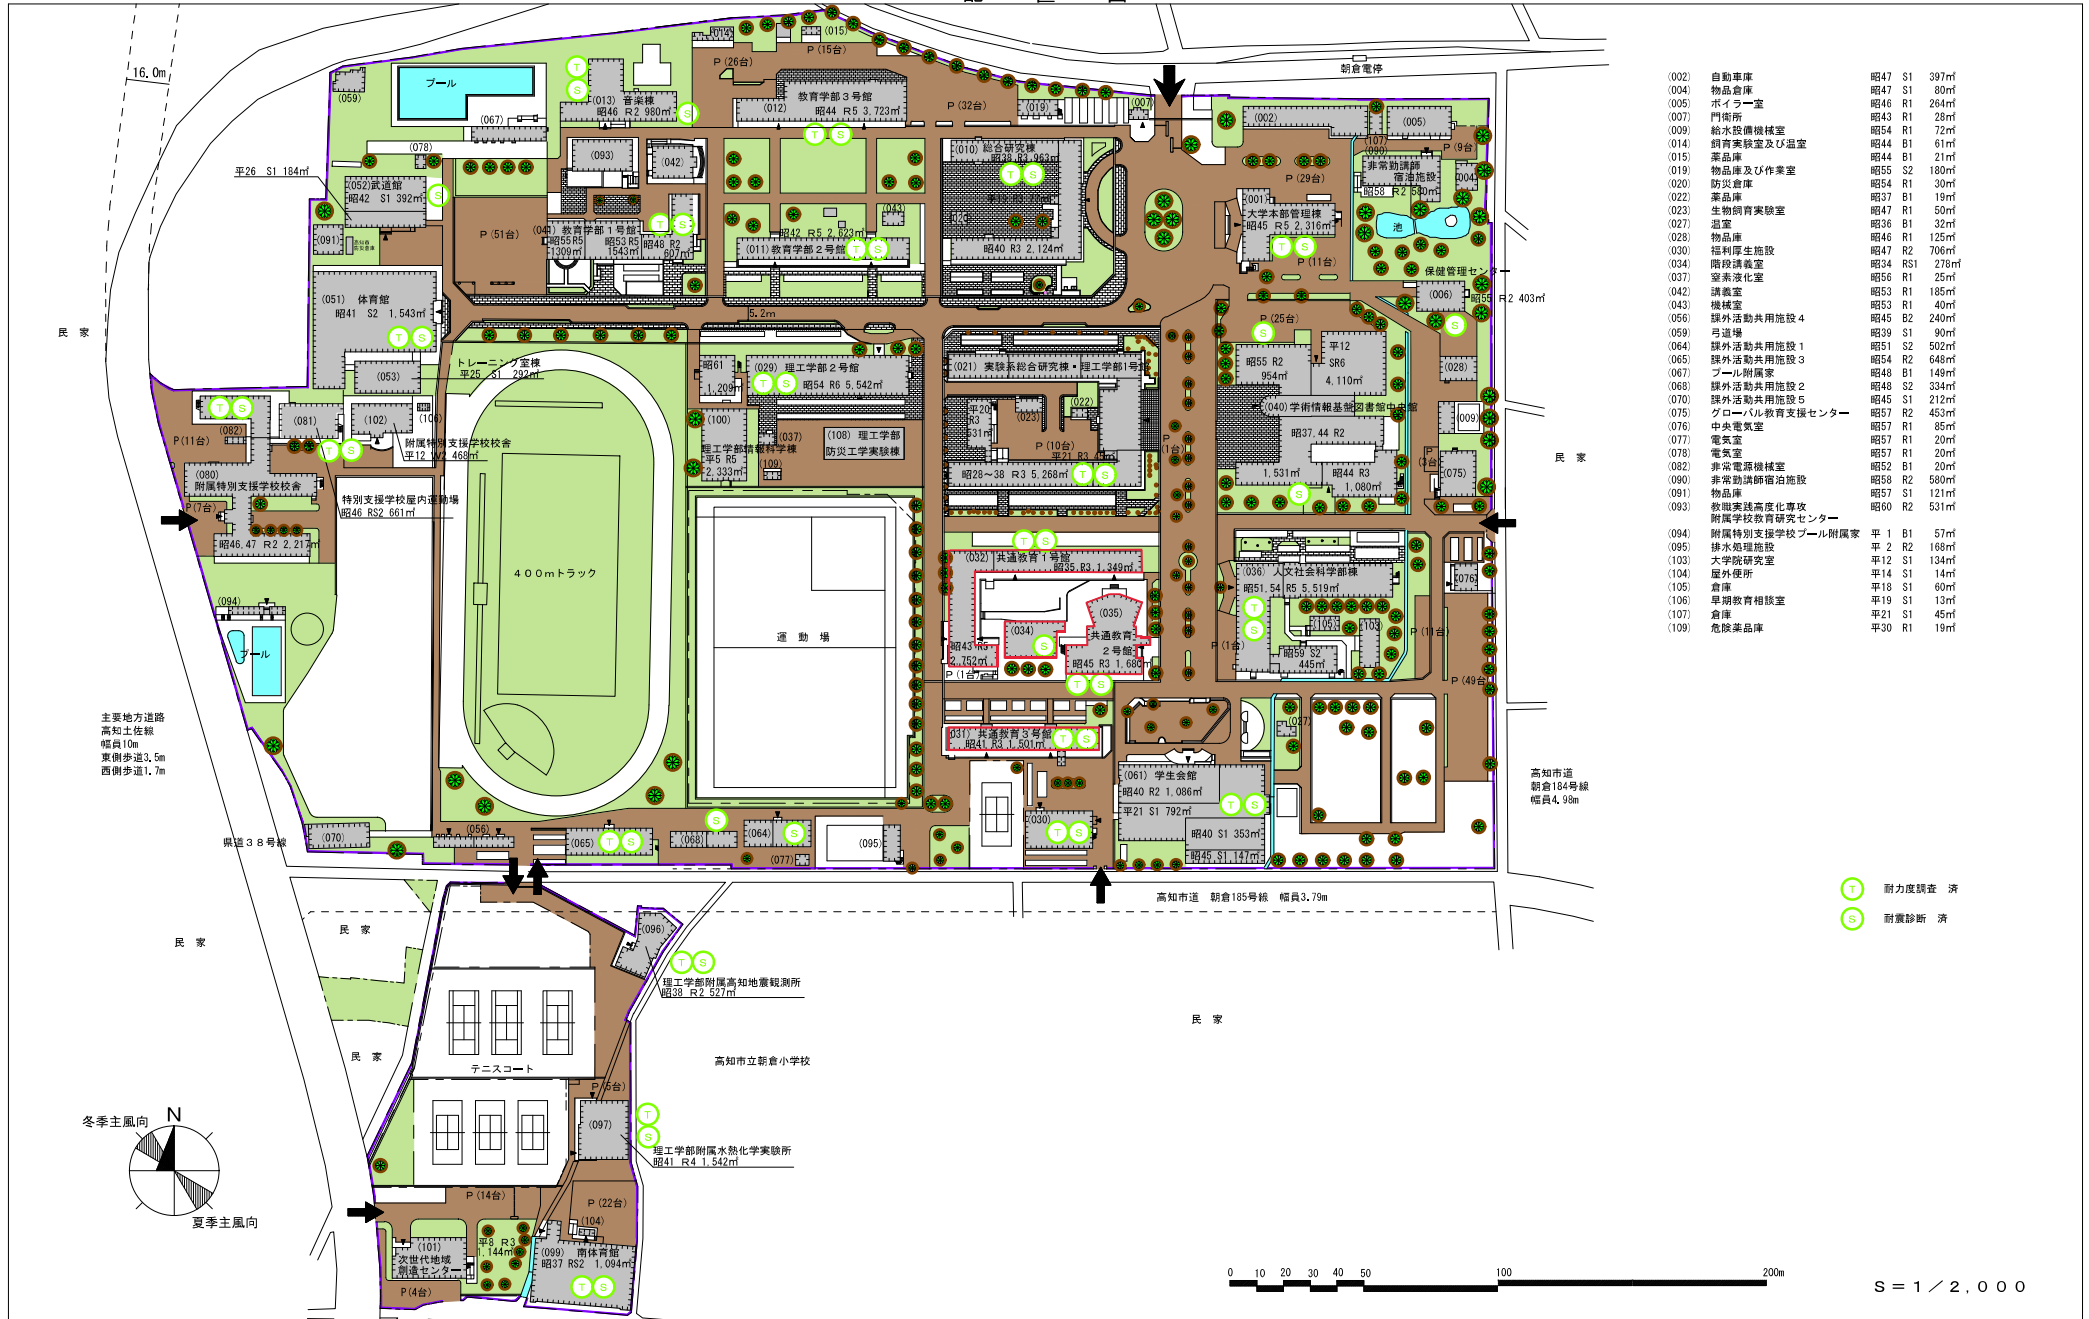 配 置 図
16.0m
朝倉電停
プール
(059)
(067)
(078)
(014)
(015)
P(15台)
P(26台)
(013) 音楽棟
昭46 R2 980㎡
(012)
教育学部3号館
昭44 R5 3,723㎡
P(32台)
(019)
(007)
(002)
(005)
(107)
(090)
P(9台)
非常勤講師
宿泊施設
昭58 R2 580㎡
(004)
池
平26 S1 184㎡
(052)武道館
昭42 S1 392㎡
(091)
高知市
防災倉庫
(093)
(042)
(041) 教育学部1号館
昭55R5
1309㎡
昭53R5
1543㎡
昭48 R2
607㎡
P(51台)
(043)
昭42 R5 2,623㎡
(011)教育学部2号館
(010) 総合研究棟
昭38 R3 963㎡
昭40 R3 2,124㎡
P(29台)
(001)
大学本部管理棟
昭45 R5 2,316㎡
P(11台)
保健管理センター
(006)
昭55 R2 403㎡
(051) 体育館
昭41 S2 1,543㎡
5.2m
民 家
トレーニング室棟
平25 S1 292㎡
(053)
昭61
1,209㎡
(029) 理工学部2号館
昭54 R6 5,542㎡
(021) 実験系総合研究棟・理工学部1号館
P(25台)
昭55 R2
954㎡
平12
SR6
4,110㎡
(028)
(081)
(102)
(106)
(082)
P(11台)
附属特別支援学校校舎
平12 W2 468㎡
(100)
理工学部情報科学棟
平5 R5
2,333㎡
(037)
(109)
(108) 理工学部
防災工学実験棟
平20
R3
531㎡
(023)
(022)
P(10台)
昭28~38 R3 5,268㎡
P
(1台)
(040)学術情報基盤図書館中央館
昭37,44 R2
1,531㎡
昭44 R3
1,080㎡
(009)
P
(3台)
(075)
民 家
(080)
附属特別支援学校校舎
P(7台)
昭46,47 R2 2,217㎡
特別支援学校屋内運動場
昭46 RS2 661㎡
400mトラック
運 動 場
(032)共通教育1号館
昭35 R3 1,349㎡
(034)
(035)
共通教育
2号館
昭43 R5
2,752㎡
昭45 R3 1,680㎡
P(1台)
(036) 人文社会科学部棟
昭51,54 R5 5,519㎡
(105)
(103)
P(11台)
P(1台)
昭59 S2
445㎡
(076)
P(49台)
(094)
プール
(031) 共通教育3号館
昭41 R3 1,501㎡
(027)
主要地方道路
高知土佐線
幅員10m
東側歩道3.5m
西側歩道1.7m
高知市道
朝倉184号線
幅員4.98m
(061) 学生会館
昭40 R2 1,086㎡
平21 S1 792㎡
昭40 S1 353㎡
昭45 S1 147㎡
県道38号線
(070)
(056)
(065)
(068)
(064)
(077)
(095)
(030)
高知市道 朝倉185号線 幅員3.79m
民 家
民 家
民 家
民 家
(096)
理工学部附属高知地震観測所
昭38 R2 527㎡
テニスコート
高知市立朝倉小学校
P(5台)
(097)
理工学部附属水熱化学実験所
昭41 R4 1,542㎡
冬季主風向
N
夏季主風向
P(14台)
P(22台)
(104)
(101)
次世代地域
創造センター
平8 R3
1,144㎡
(099) 南体育館
昭37 RS2 1,094㎡
P(4台)
(002) 自動車庫 昭47 S1 397㎡
(004) 物品倉庫 昭47 S1 80㎡
(005) ボイラー室 昭46 R1 264㎡
(007) 門衛所 昭43 R1 28㎡
(009) 給水設備機械室 昭54 R1 72㎡
(014) 飼育実験室及び温室 昭44 B1 61㎡
(015) 薬品庫 昭44 B1 21㎡
(019) 物品庫及び作業室 昭55 S2 180㎡
(020) 防災倉庫 昭54 R1 30㎡
(022) 薬品庫 昭37 B1 19㎡
(023) 生物飼育実験室 昭47 R1 50㎡
(027) 温室 昭36 B1 32㎡
(028) 物品庫 昭46 R1 125㎡
(030) 福利厚生施設 昭47 R2 706㎡
(034) 階段講義室 昭34 RS1 278㎡
(037) 窒素液化室 昭56 R1 25㎡
(042) 講義室 昭53 R1 185㎡
(043) 機械室 昭53 R1 40㎡
(056) 課外活動共用施設4 昭45 B2 240㎡
(059) 弓道場 昭39 S1 90㎡
(064) 課外活動共用施設1 昭51 S2 502㎡
(065) 課外活動共用施設3 昭54 R2 648㎡
(067) プール附属家 昭48 B1 149㎡
(068) 課外活動共用施設2 昭48 S2 334㎡
(070) 課外活動共用施設5 昭45 S1 212㎡
(075) グローバル教育支援センター 昭57 R2 453㎡
(076) 中央電気室 昭57 R1 85㎡
(077) 電気室 昭57 R1 20㎡
(078) 電気室 昭57 R1 20㎡
(082) 非常電源機械室 昭52 B1 20㎡
(090) 非常勤講師宿泊施設 昭58 R2 580㎡
(091) 物品庫 昭57 S1 121㎡
(093) 教職実践高度化専攻 昭60 R2 531㎡
附属学校教育研究センター
(094) 附属特別支援学校プール附属家 平 1 B1 57㎡
(095) 排水処理施設 平 2 R2 168㎡
(103) 大学院研究室 平12 S1 134㎡
(104) 屋外便所 平14 S1 14㎡
(105) 倉庫 平18 S1 60㎡
(106) 早期教育相談室 平19 S1 13㎡
(107) 倉庫 平21 S1 45㎡
(109) 危険薬品庫 平30 R1 19㎡
T 耐力度調査 済
S 耐震診断 済
0 10 20 30 40 50 100 200m
S=1/2,000